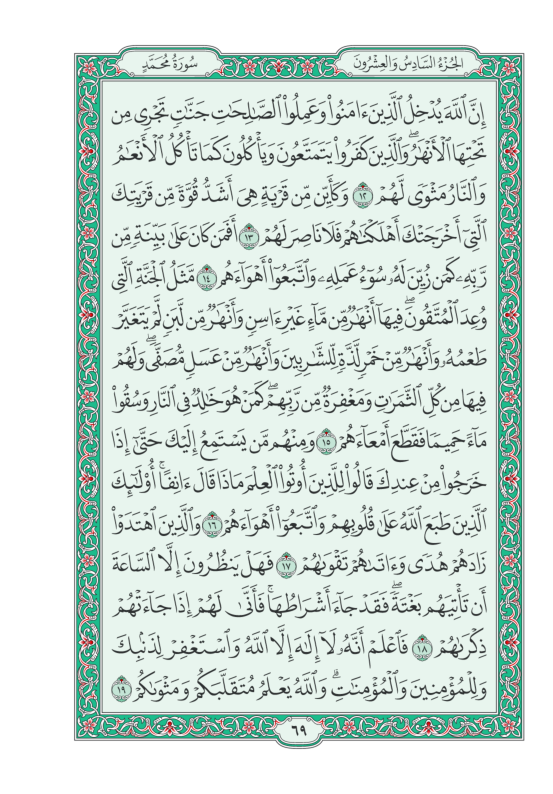 الجُزْءُ السَّادِسُ وَالعِشْرُونَ
سُورَةُ مُحَمَّدٍ
إِنَّ ٱللَّهَ يُدْخِلُ ٱلَّذِينَ ءَامَنُواْ وَعَمِلُواْ ٱلصَّٰلِحَٰتِ جَنَّٰتٍ تَجْرِى مِن
تَحْتِهَا ٱلْأَنْهَٰرُۖ وَٱلَّذِينَ كَفَرُواْ يَتَمَتَّعُونَ وَيَأْكُلُونَ كَمَا تَأْكُلُ ٱلْأَنْعَٰمُ
وَٱلنَّارُ مَثْوًى لَّهُمْ ١٢ وَكَأَيِّن مِّن قَرْيَةٍ هِىَ أَشَدُّ قُوَّةً مِّن قَرْيَتِكَ
ٱلَّتِىٓ أَخْرَجَتْكَ أَهْلَكْنَٰهُمْ فَلَا نَاصِرَ لَهُمْ ١٣ أَفَمَن كَانَ عَلَىٰ بَيِّنَةٍ مِّن
رَّبِّهِۦ كَمَن زُيِّنَ لَهُۥ سُوٓءُ عَمَلِهِۦ وَٱتَّبَعُوٓاْ أَهْوَآءَهُم ١٤ مَّثَلُ ٱلْجَنَّةِ ٱلَّتِى
وُعِدَ ٱلْمُتَّقُونَۖ فِيهَآ أَنْهَٰرٌ مِّن مَّآءٍ غَيْرِ ءَاسِنٍ وَأَنْهَٰرٌ مِّن لَّبَنٍ لَّمْ يَتَغَيَّرْ
طَعْمُهُۥ وَأَنْهَٰرٌ مِّنْ خَمْرٍ لَّذَّةٍ لِّلشَّٰرِبِينَ وَأَنْهَٰرٌ مِّنْ عَسَلٍ مُّصَفًّىۖ وَلَهُمْ
فِيهَا مِن كُلِّ ٱلثَّمَرَٰتِ وَمَغْفِرَةٌ مِّن رَّبِّهِمْۖ كَمَنْ هُوَ خَٰلِدٌ فِى ٱلنَّارِ وَسُقُواْ
مَآءً حَمِيمًا فَقَطَّعَ أَمْعَآءَهُمْ ١٥ وَمِنْهُم مَّن يَسْتَمِعُ إِلَيْكَ حَتَّىٰٓ إِذَا
خَرَجُواْ مِنْ عِندِكَ قَالُواْ لِلَّذِينَ أُوتُواْ ٱلْعِلْمَ مَاذَا قَالَ ءَانِفًاۚ أُوْلَٰٓئِكَ
ٱلَّذِينَ طَبَعَ ٱللَّهُ عَلَىٰ قُلُوبِهِمْ وَٱتَّبَعُوٓاْ أَهْوَآءَهُمْ ١٦ وَٱلَّذِينَ ٱهْتَدَوْاْ
زَادَهُمْ هُدًى وَءَاتَىٰهُمْ تَقْوَىٰهُمْ ١٧ فَهَلْ يَنظُرُونَ إِلَّا ٱلسَّاعَةَ
أَن تَأْتِيَهُم بَغْتَةًۖ فَقَدْ جَآءَ أَشْرَاطُهَاۚ فَأَنَّىٰ لَهُمْ إِذَا جَآءَتْهُمْ
ذِكْرَىٰهُمْ ١٨ فَٱعْلَمْ أَنَّهُۥ لَآ إِلَٰهَ إِلَّا ٱللَّهُ وَٱسْتَغْفِرْ لِذَنۢبِكَ
وَلِلْمُؤْمِنِينَ وَٱلْمُؤْمِنَٰتِۗ وَٱللَّهُ يَعْلَمُ مُتَقَلَّبَكُمْ وَمَثْوَىٰكُمْ ١٩
٦٩